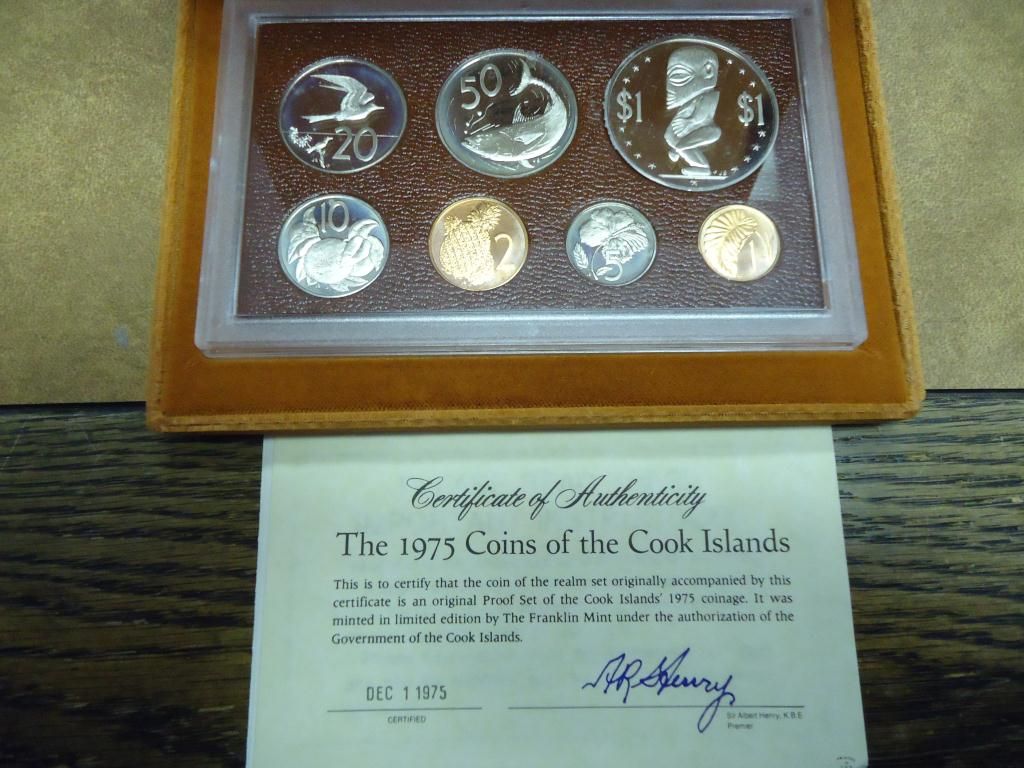 20
50
$1 $1
10
2
5
Certificate of Authenticity
The 1975 Coins of the Cook Islands
This is to certify that the coin of the realm set originally accompanied by this
certificate is an original Proof Set of the Cook Islands' 1975 coinage. It was
minted in limited edition by The Franklin Mint under the authorization of the
Government of the Cook Islands.
DEC 1 1975
CERTIFIED
Sir Albert Henry, K.B.E
Premier